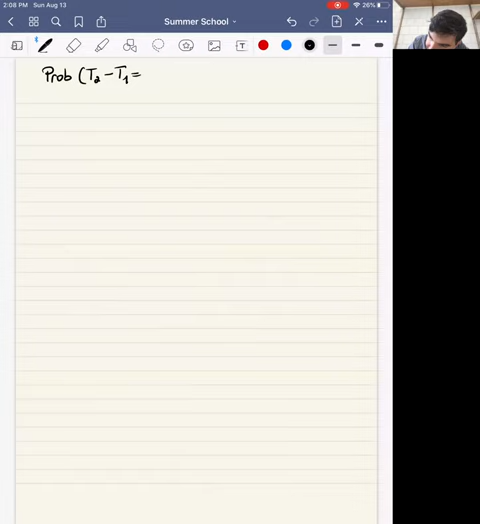 2:08 PM Sun Aug 13
26%
Summer School
T
Prob (T₂ – T₁ =